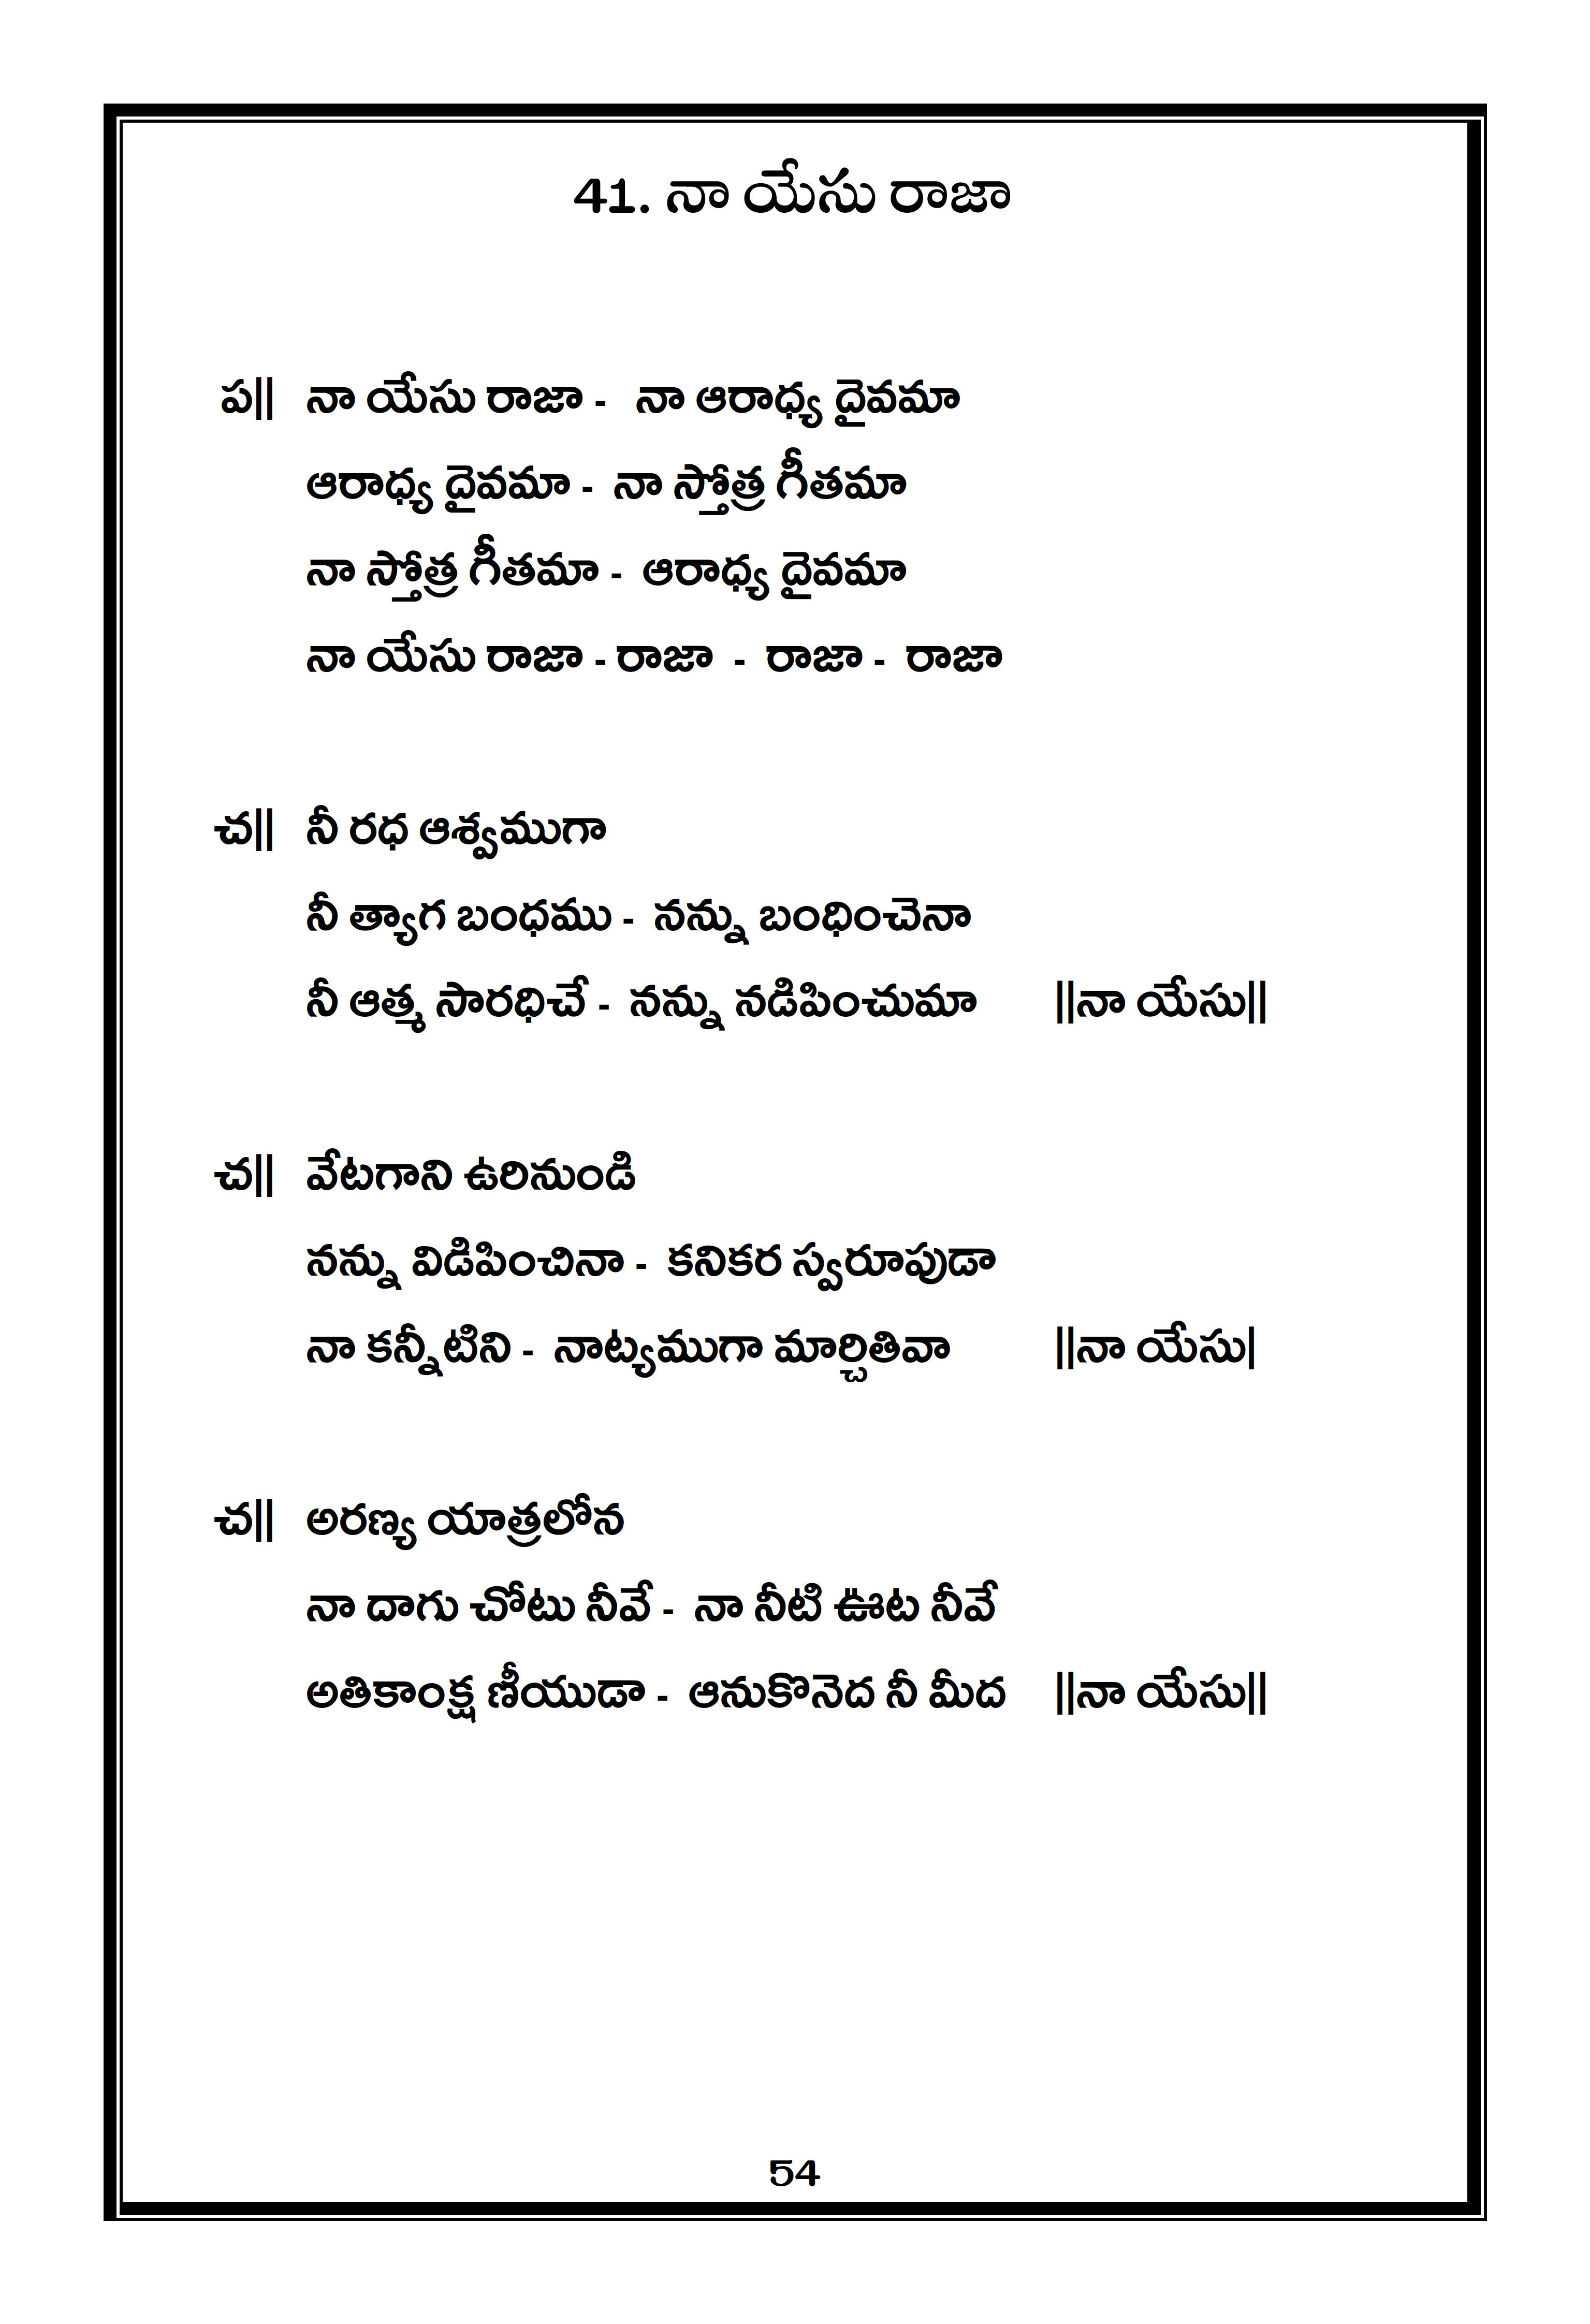 41. నా యేసు రాజా
ప|| నా యేసు రాజా - నా ఆరాధ్య దైవమా
ఆరాధ్య దైవమా - నా స్తోత్ర గీతమా
నా స్తోత్ర గీతమా - ఆరాధ్య దైవమా
నా యేసు రాజా - రాజా - రాజా - రాజా
చ|| నీ రధ ఆశ్వముగా
నీ త్యాగ బంధము - నన్ను బంధించెనా
నీ ఆత్మ సారధిచే - నన్ను నడిపించుమా ||నా యేసు||
చ|| వేటగాని ఉరినుండి
నన్ను విడిపించినా - కనికర స్వరూపుడా
నా కన్నీటిని - నాట్యముగా మార్చితివా ||నా యేసు|
చ|| అరణ్య యాత్రలోన
నా దాగు చోటు నీవే - నా నీటి ఊట నీవే
అతికాంక్ష ణీయుడా - ఆనుకొనెద నీ మీద ||నా యేసు||
54